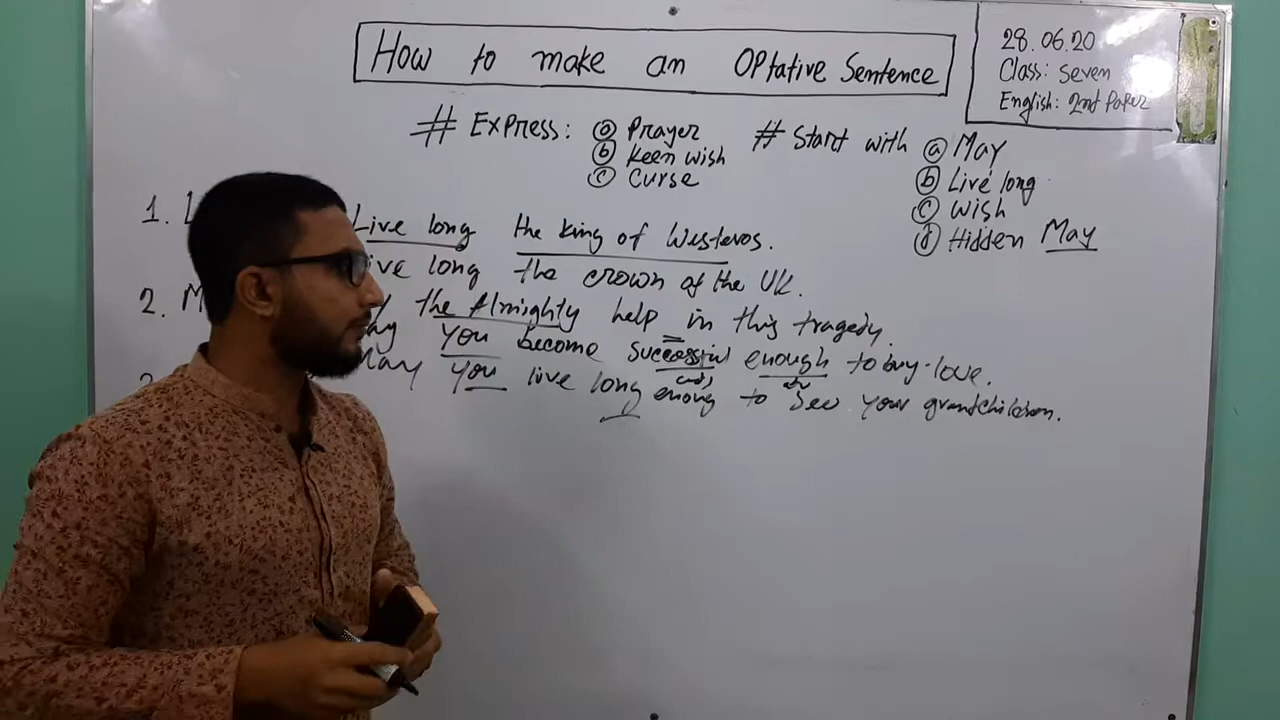 How to make an Optative Sentence
28.06.20
Class: Seven
English: 2nd Paper
# Express: ⓐ Prayer
ⓑ Keen wish
ⓒ Curse
# Start with ⓐ May
ⓑ Live long
ⓒ Wish
ⓓ Hidden May
1. L
Live long the king of Westeros.
ive long the crown of the UK.
2. M
y the Almighty help in this tragedy.
ay you become successful enough to buy love.
May you live long enoug to see your grandchildren.